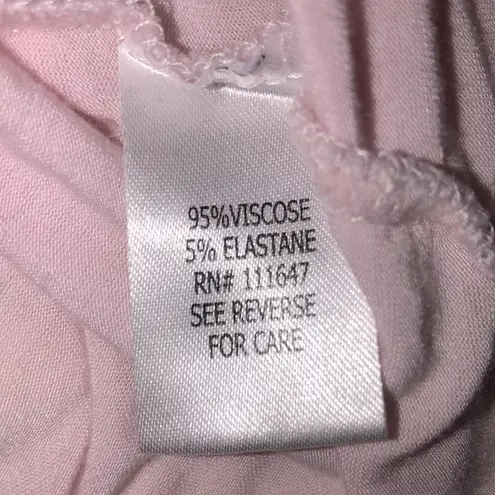 95%VISCOSE
5% ELASTANE
RN# 111647
SEE REVERSE
FOR CARE